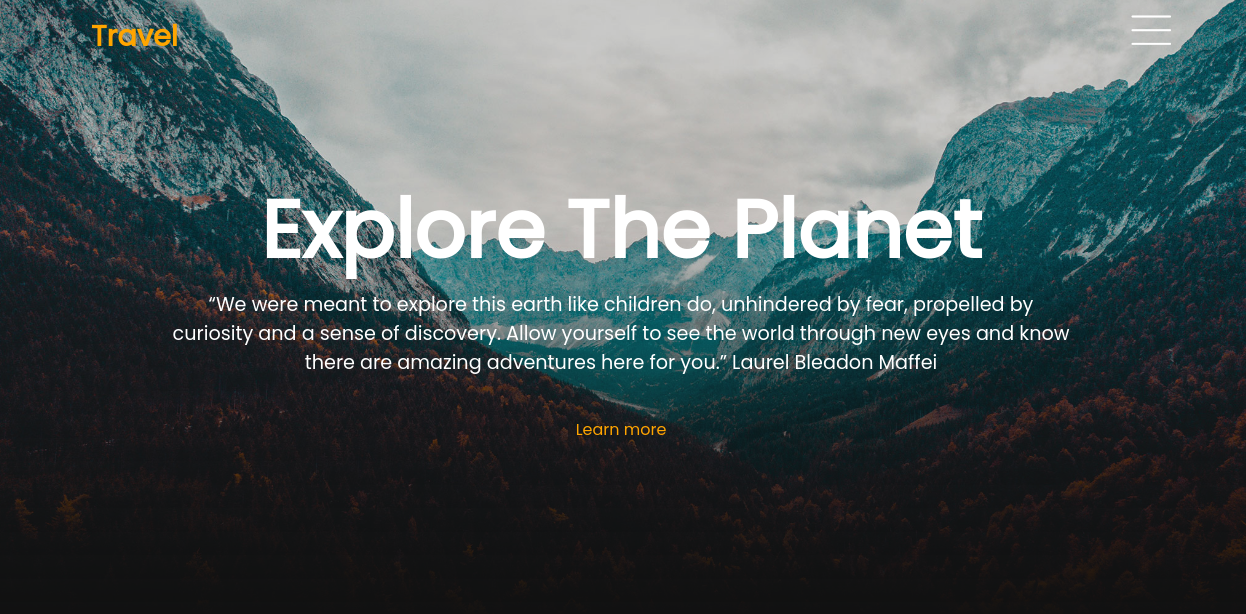 Travel
Explore The Planet
“We were meant to explore this earth like children do, unhindered by fear, propelled by
curiosity and a sense of discovery. Allow yourself to see the world through new eyes and know
there are amazing adventures here for you.” Laurel Bleadon Maffei
Learn more